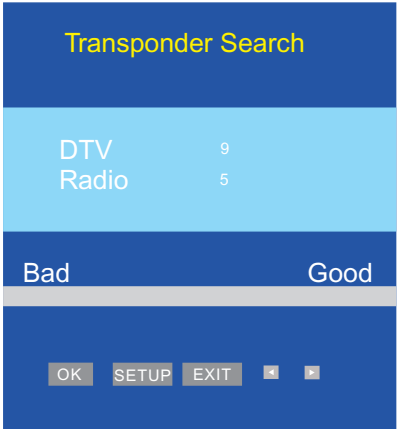 Transponder Search
DTV 9
Radio 5
Bad Good
OK SETUP EXIT